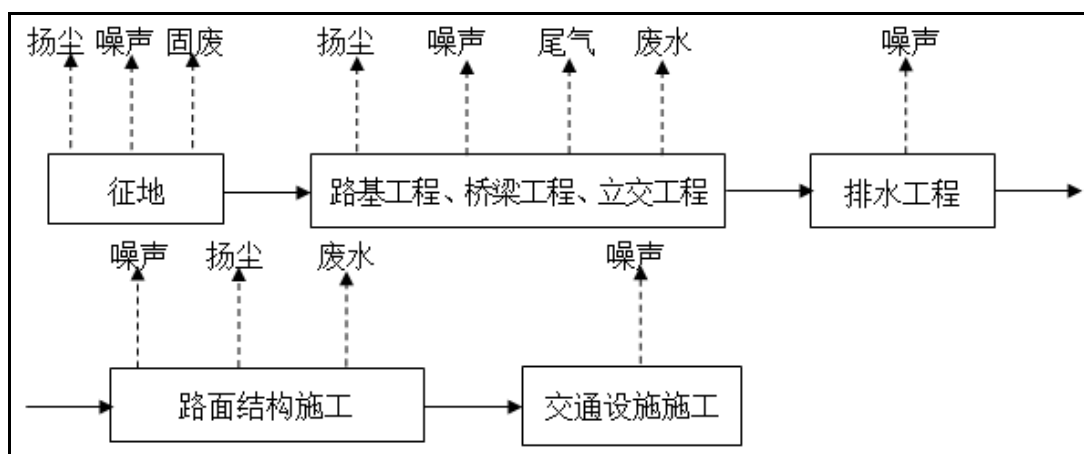 扬尘 噪声 固废 扬尘 噪声 尾气 废水 噪声
征地 路基工程、桥梁工程、立交工程 排水工程
噪声 扬尘 废水 噪声
路面结构施工 交通设施施工